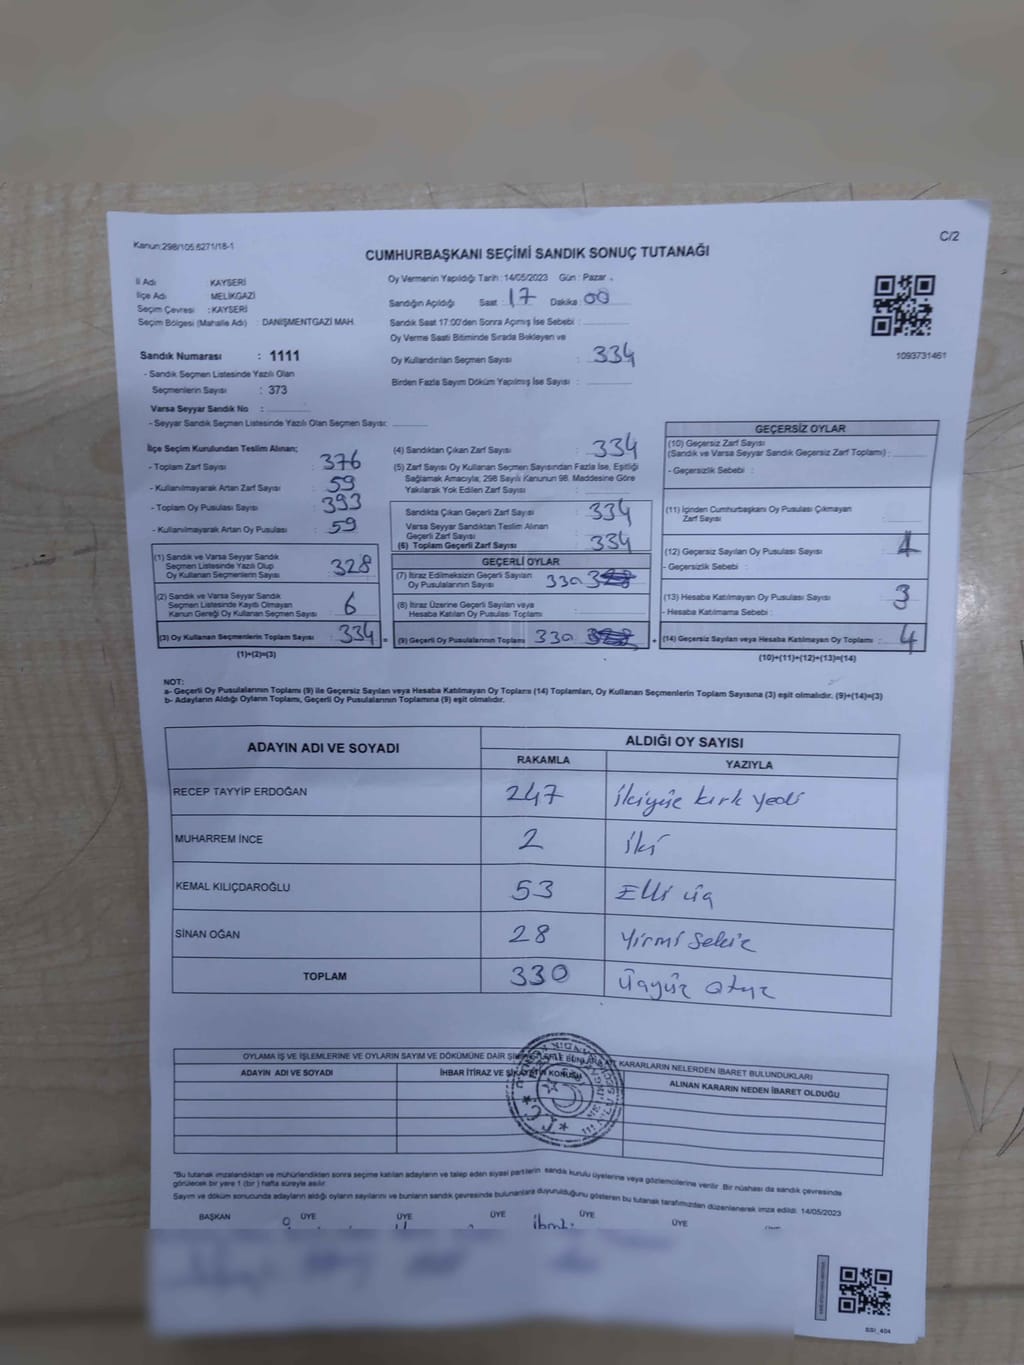 Kanun:298/105.6271/18-1
C/2
CUMHURBAŞKANI SEÇİMİ SANDIK SONUÇ TUTANAĞI
İl Adı KAYSERİ
İlçe Adı MELİKGAZİ
Seçim Çevresi : KAYSERİ
Seçim Bölgesi (Mahalle Adı) : DANİŞMENTGAZİ MAH.
Oy Vermenin Yapıldığı Tarih : 14/05/2023 Gün : Pazar
Sandığın Açıldığı Saat : 17 Dakika : 00
Sandık Saat 17:00'den Sonra Açımış İse Sebebi :
Oy Verme Saati Bitiminde Sırada Bekleyen ve
Oy Kullandırılan Seçmen Sayısı : 334
Birden Fazla Sayım Döküm Yapılmış İse Sayısı :
1093731461
Sandık Numarası : 1111
- Sandık Seçmen Listesinde Yazılı Olan
Seçmenlerin Sayısı : 373
Varsa Seyyar Sandık No :
- Seyyar Sandık Seçmen Listesinde Yazılı Olan Seçmen Sayısı:
İlçe Seçim Kurulundan Teslim Alınan;
- Toplam Zarf Sayısı : 376
- Kullanılmayarak Artan Zarf Sayısı : 59
- Toplam Oy Pusulası Sayısı : 393
- Kullanılmayarak Artan Oy Pusulası : 59
(1) Sandık ve Varsa Seyyar Sandık
Seçmen Listesinde Yazılı Olup
Oy Kullanan Seçmenlerin Sayısı : 328
(2) Sandık ve Varsa Seyyar Sandık
Seçmen Listesinde Kayıtlı Olmayan
Kanun Gereği Oy Kullanan Seçmen Sayısı : 6
(3) Oy Kullanan Seçmenlerin Toplam Sayısı : 334 =
(1)+(2)=(3)
(4) Sandıktan Çıkan Zarf Sayısı : 334
(5) Zarf Sayısı Oy Kullanan Seçmen Sayısından Fazla İse, Eşitliği
Sağlamak Amacıyla, 298 Sayılı Kanunun 98. Maddesine Göre
Yakılarak Yok Edilen Zarf Sayısı :
Sandıkta Çıkan Geçerli Zarf Sayısı : 334
Varsa Seyyar Sandıktan Teslim Alınan
Geçerli Zarf Sayısı :
(6) Toplam Geçerli Zarf Sayısı : 334
GEÇERLİ OYLAR
(7) İtiraz Edilmeksizin Geçerli Sayılan
Oy Pusulalarının Sayısı : 330
(8) İtiraz Üzerine Geçerli Sayılan veya
Hesaba Katılan Oy Pusulası Toplamı :
(9) Geçerli Oy Pusulalarının Toplamı : 330 +
GEÇERSİZ OYLAR
(10) Geçersiz Zarf Sayısı
(Sandık ve Varsa Seyyar Sandık Geçersiz Zarf Toplamı) :
- Geçersizlik Sebebi :
(11) İçinden Cumhurbaşkanı Oy Pusulası Çıkmayan
Zarf Sayısı :
(12) Geçersiz Sayılan Oy Pusulası Sayısı : 1
- Geçersizlik Sebebi :
(13) Hesaba Katılmayan Oy Pusulası Sayısı : 3
- Hesaba Katılmama Sebebi :
(14) Geçersiz Sayılan veya Hesaba Katılmayan Oy Toplamı : 4
(10)+(11)+(12)+(13)=(14)
NOT:
a- Geçerli Oy Pusulalarının Toplamı (9) ile Geçersiz Sayılan veya Hesaba Katılmayan Oy Toplamı (14) Toplamları, Oy Kullanan Seçmenlerin Toplam Sayısına (3) eşit olmalıdır. (9)+(14)=(3)
b- Adayların Aldığı Oyların Toplamı, Geçerli Oy Pusulalarının Toplamına (9) eşit olmalıdır.
ADAYIN ADI VE SOYADI
ALDIĞI OY SAYISI
RAKAMLA YAZIYLA
RECEP TAYYİP ERDOĞAN 247 İkiyüz kırk yedi
MUHARREM İNCE 2 İki
KEMAL KILIÇDAROĞLU 53 Elli üç
SİNAN OĞAN 28 Yirmi Sekiz
TOPLAM 330 Üçyüz otuz
OYLAMA İŞ VE İŞLEMLERİNE VE OYLARIN SAYIM VE DÖKÜMÜNE DAİR KARARLARIN NELERDEN İBARET BULUNDUKLARI
ADAYIN ADI VE SOYADI İHBAR İTİRAZ VE ŞİKAYETİN KONUSU ALINAN KARARIN NEDEN İBARET OLDUĞU
*Bu tutanak imzalandıktan ve mühürlendikten sonra seçime katılan adayların ve talep eden siyasi partilerin sandık kurulu üyelerine veya gözlemcilerine verilir. Bir nüshası da sandık çevresinde
görülecek bir yere 1 (bir) hafta süreyle asılır.
Sayım ve döküm sonucunda adayların aldığı oyların sayılarını ve bunların sandık çevresinde bulunanlara duyurulduğunu gösteren bu tutanak tarafımızdan düzenlenerek imza edildi. 14/05/2023
BAŞKAN ÜYE ÜYE ÜYE ÜYE ÜYE
SSI_404